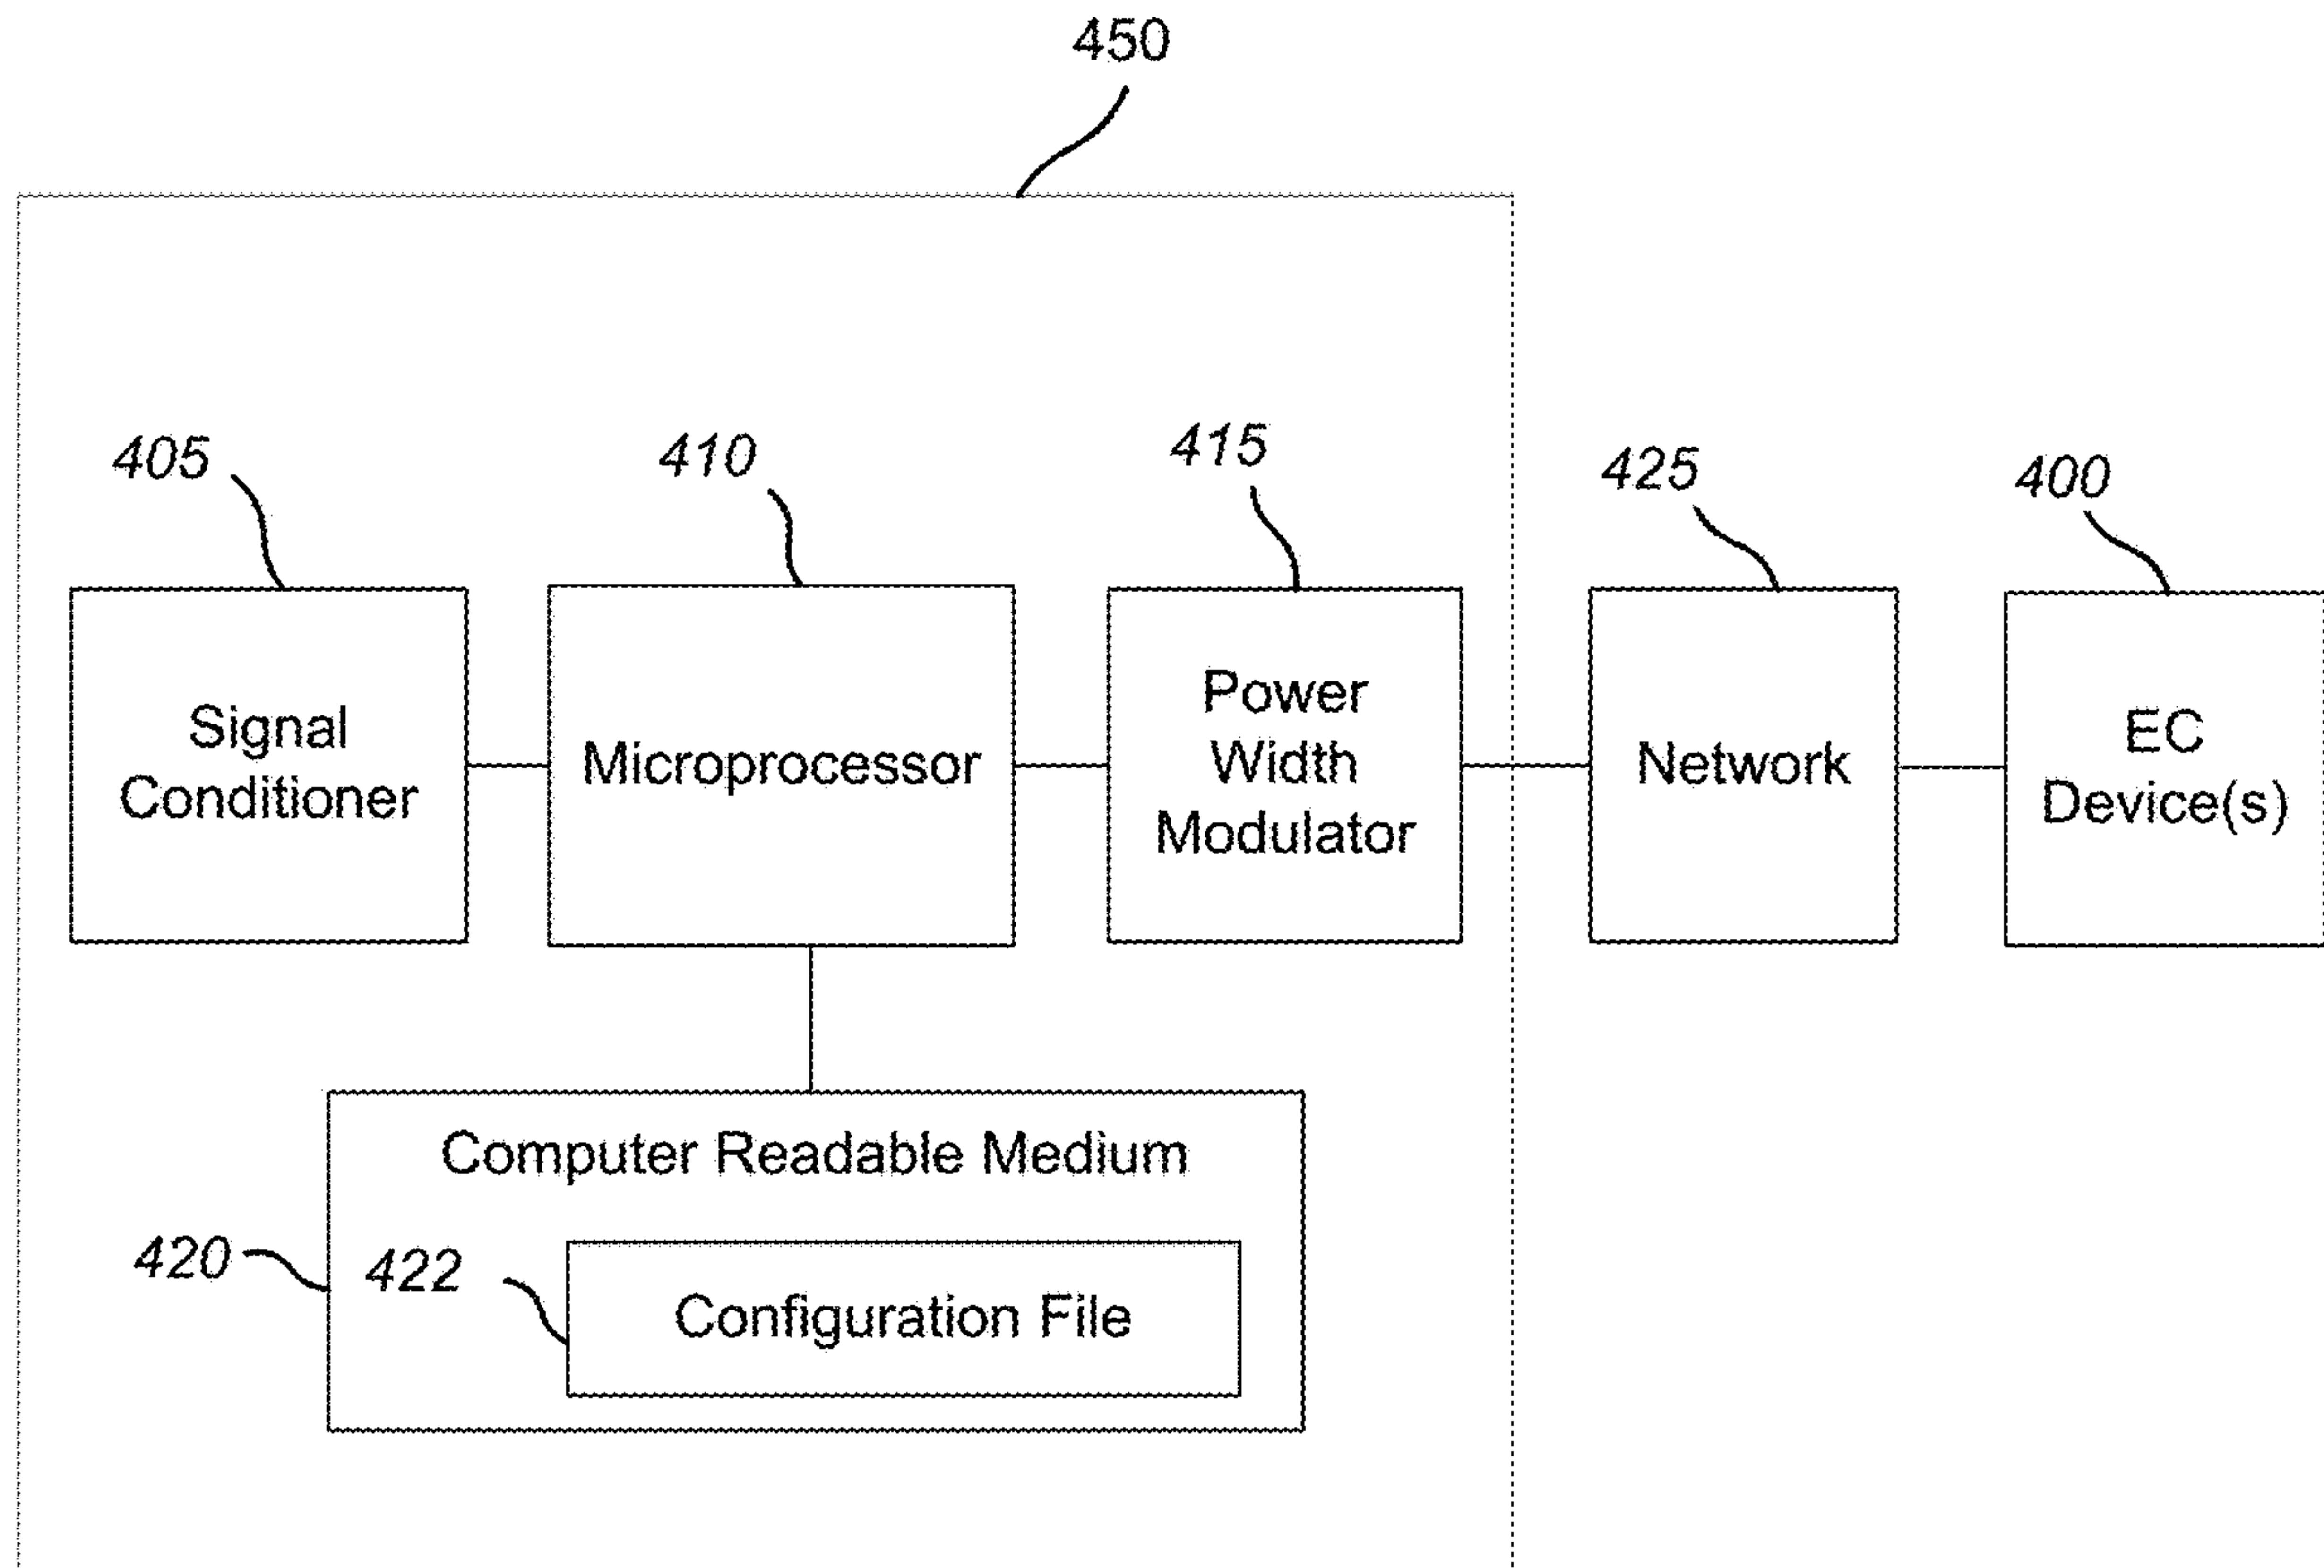 450
405
410
415
425
400
Signal
Conditioner
Microprocessor
Power
Width
Modulator
Network
EC
Device(s)
Computer Readable Medium
420
422
Configuration File